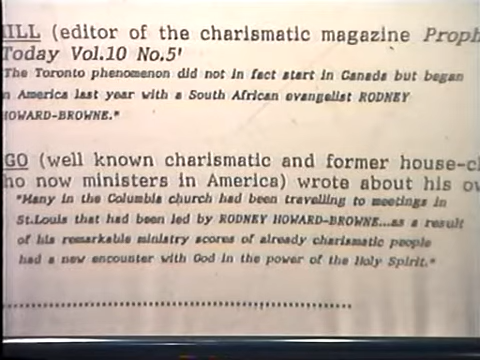 ILL (editor of the charismatic magazine Proph
Today Vol.10 No.5'
The Toronto phenomenon did not in fact start in Canada but began
n America last year with a South African evangelist RODNEY
HOWARD-BROWNE."
GO (well known charismatic and former house-c
ho now ministers in America) wrote about his ow
"Many in the Columbia church had been travelling to meetings in
St.Louis that had been led by RODNEY HOWARD-BROWNE...as a result
of his remarkable ministry scores of already charismatic people
had a new encounter with God in the power of the Holy Spirit."